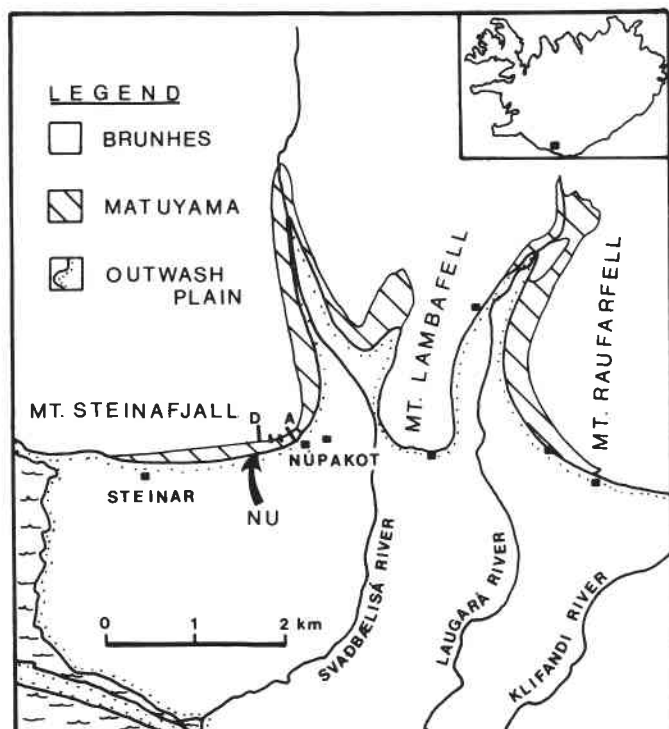 LEGEND
BRUNHES
MATUYAMA
OUTWASH
PLAIN
MT. LAMBAFELL
MT. RAUFARFELL
MT. STEINAFJALL
D
A
NÚPAKOT
STEINAR
NU
0 1 2 km
SVADBÆLISÁ RIVER
LAUGARÁ RIVER
KLIFANDI RIVER